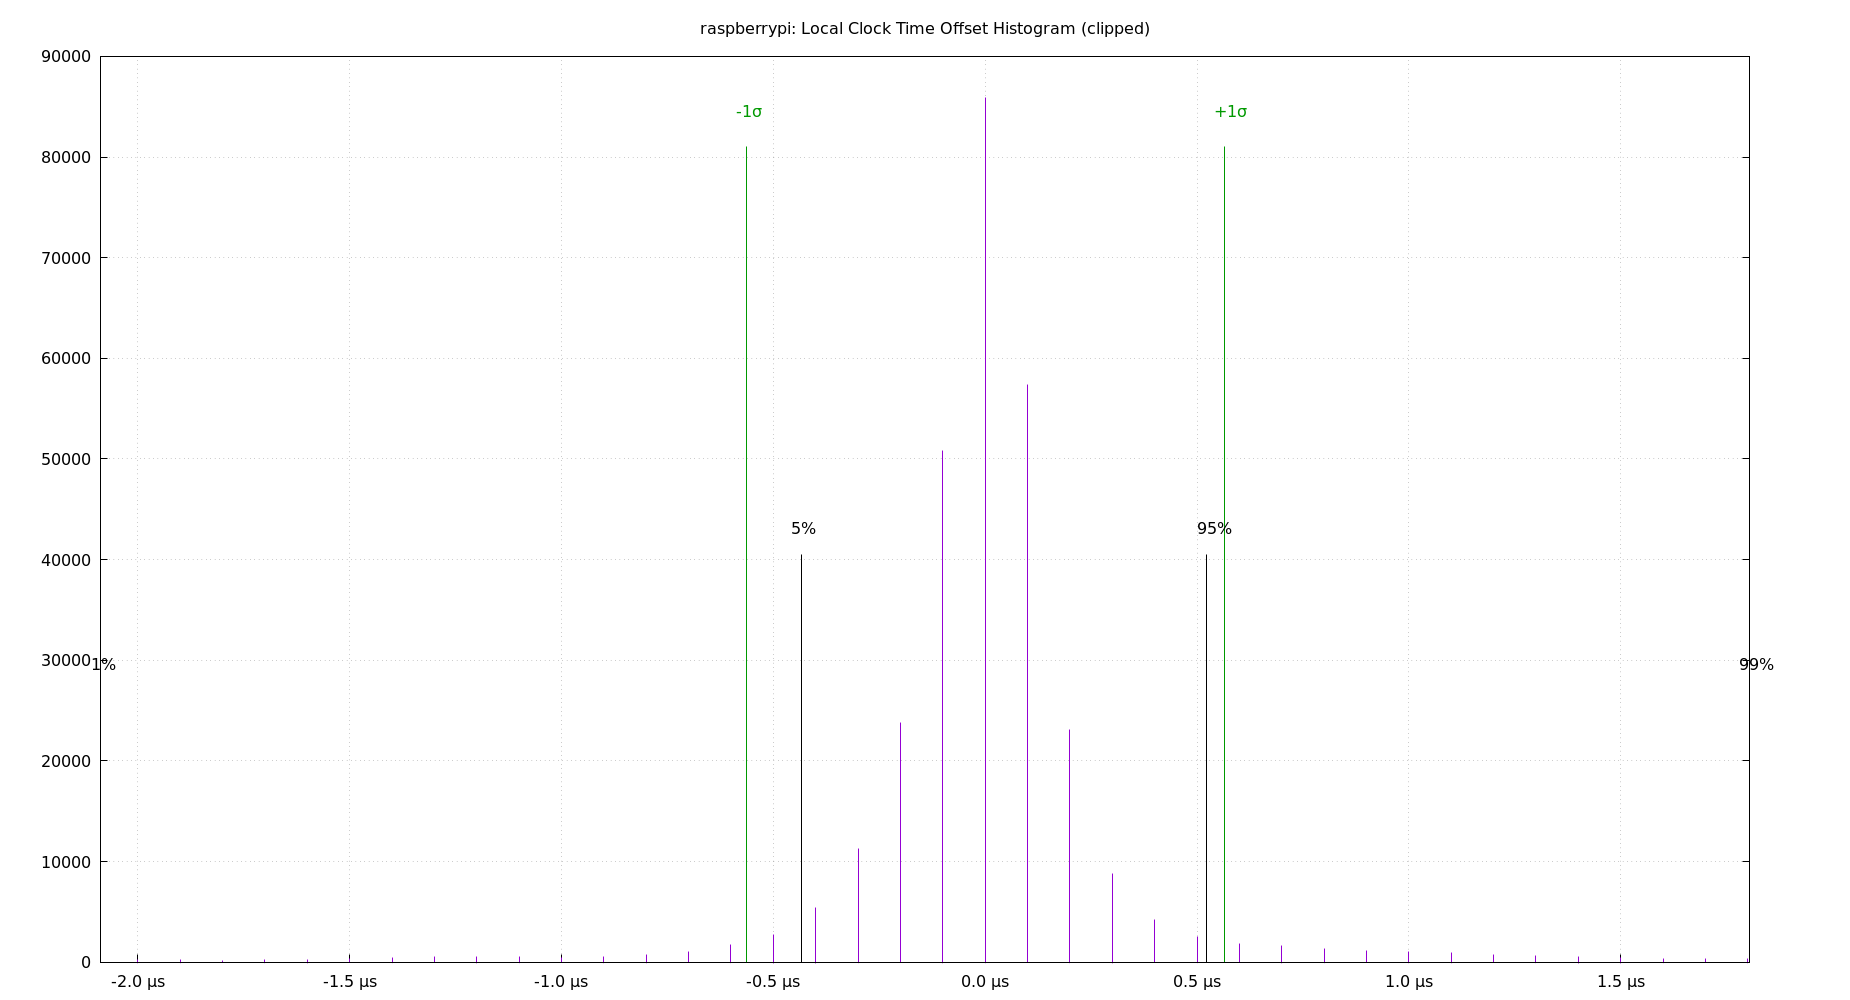 raspberrypi: Local Clock Time Offset Histogram (clipped)
90000
-1σ +1σ
80000
70000
60000
50000
5% 95%
40000
30000 1% 99%
20000
10000
0
-2.0 µs -1.5 µs -1.0 µs -0.5 µs 0.0 µs 0.5 µs 1.0 µs 1.5 µs